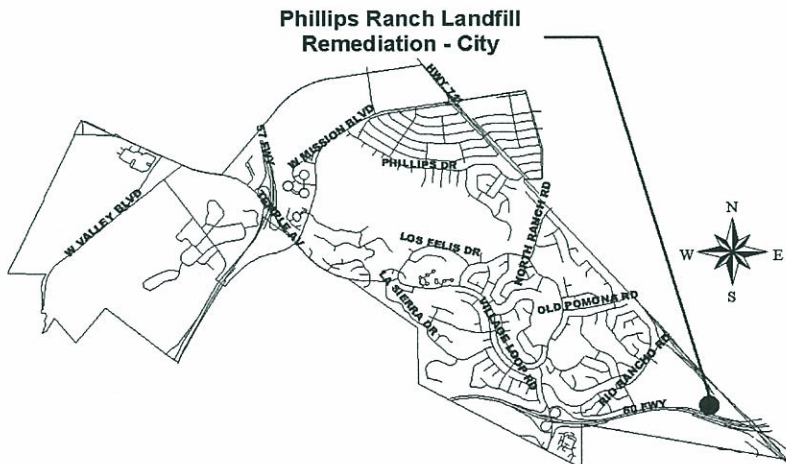 Phillips Ranch Landfill
Remediation - City
HWY 71
57 FWY
W MISSION BLVD
PHILLIPS DR
W VALLEY BLVD
TEMPLE AV
NORTH RANCH RD
N
LOS FELIS DR
W
E
LA SIERRA DR
S
VILLAGE LOOP RD
OLD POMONA RD
RIO RANCHO RD
60 FWY